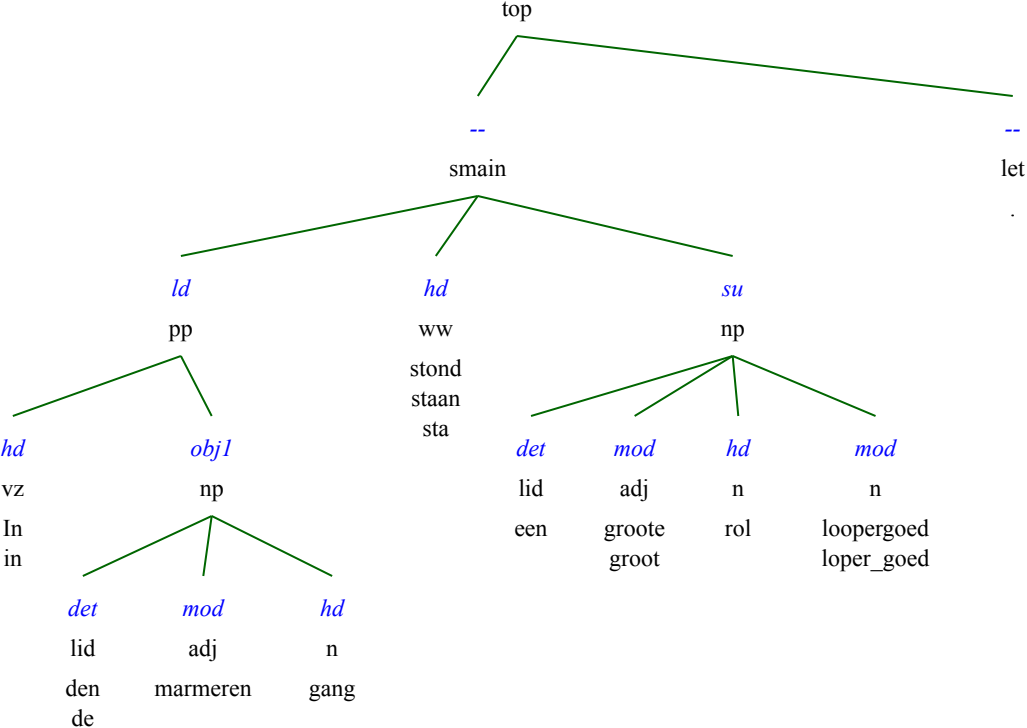 top
-- --
smain let
.
ld hd su
pp ww np
stond
staan
sta
hd obj1 det mod hd mod
vz np lid adj n n
In een groote rol loopergoed
in groot loper_goed
det mod hd
lid adj n
den marmeren gang
de